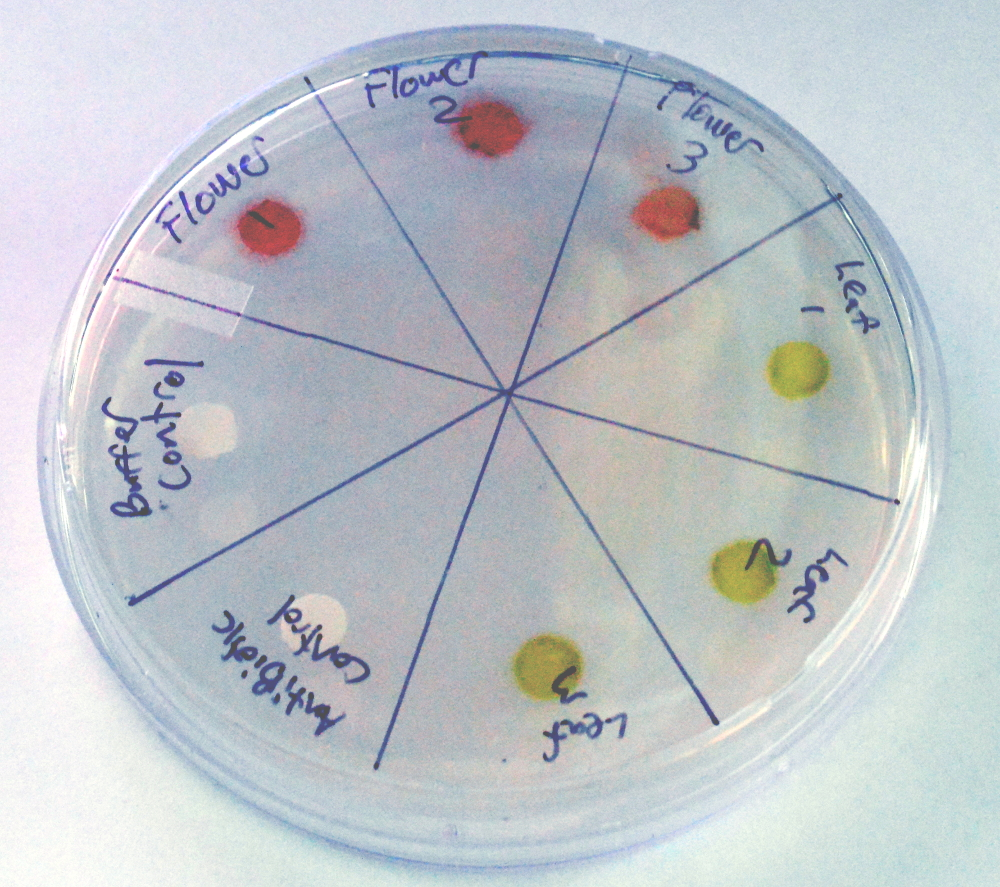 Flower
1
Flower
2
Flower
3
Leaf
1
Leaf
2
Leaf
3
AntiBiotic
Control
Buffer
Control